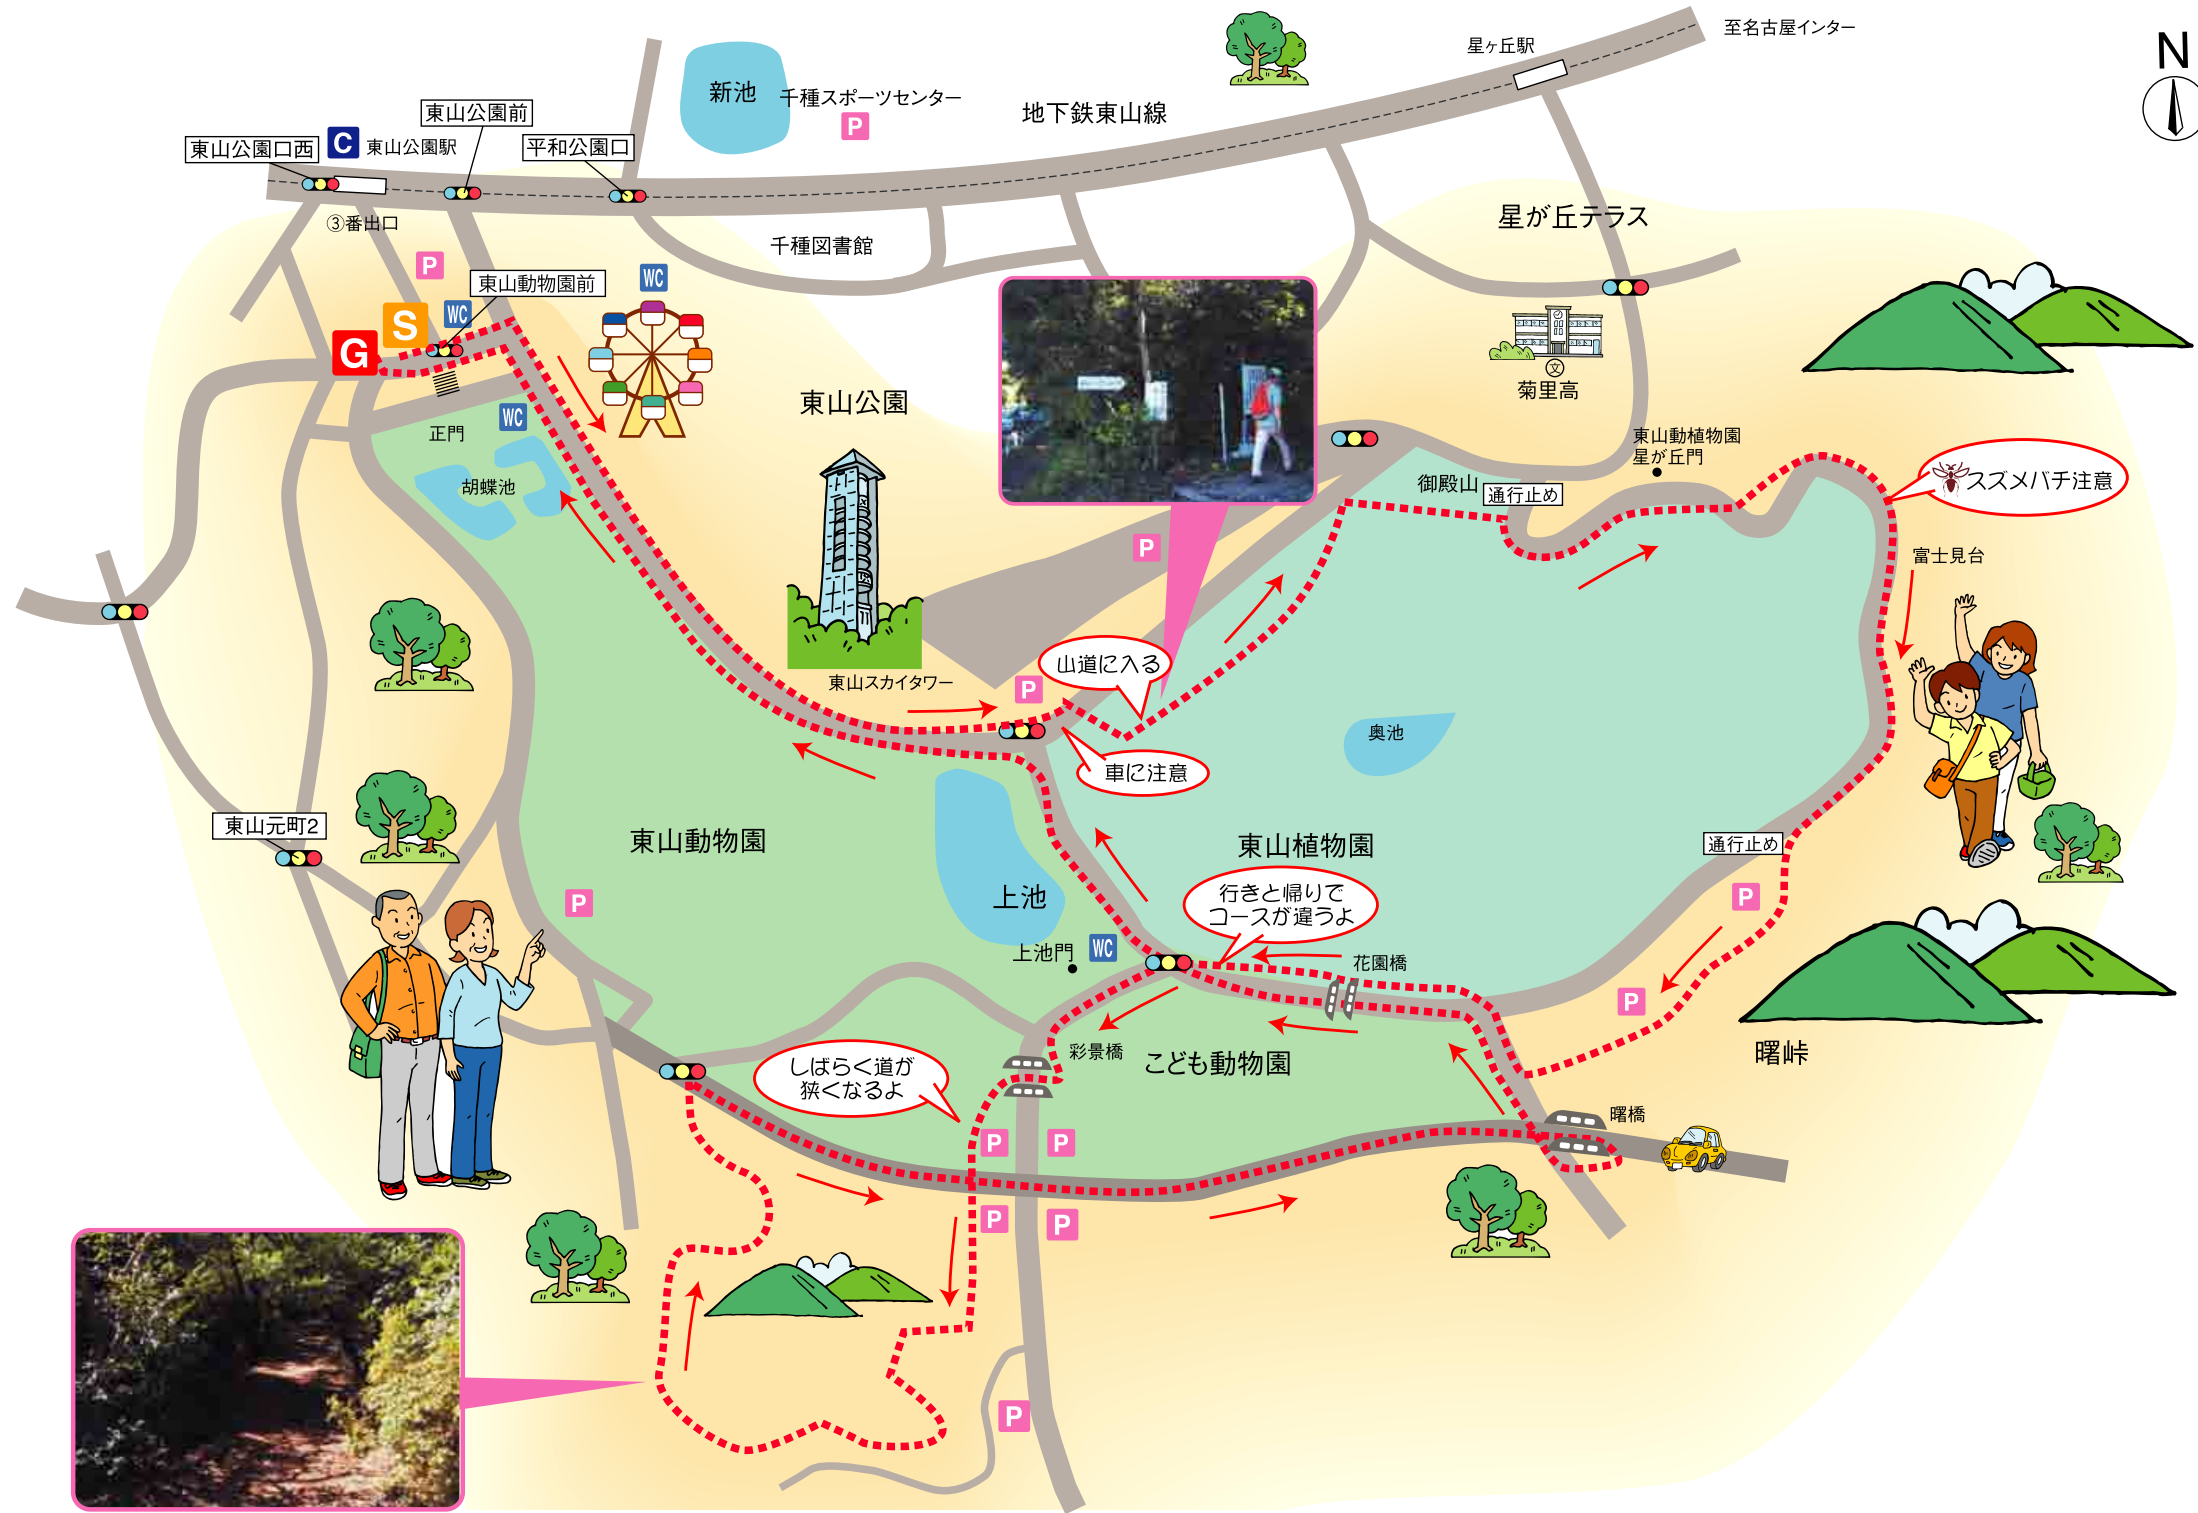 至名古屋インター
星ヶ丘駅
N
新池
千種スポーツセンター
P
地下鉄東山線
東山公園前
C
東山公園駅
東山公園口西
平和公園口
③番出口
星が丘テラス
千種図書館
P
WC
東山動物園前
S
WC
G
菊里高
文
東山公園
WC
正門
東山動植物園
星が丘門
胡蝶池
御殿山
通行止め
スズメバチ注意
P
富士見台
山道に入る
東山スカイタワー
P
奥池
車に注意
東山元町2
東山動物園
東山植物園
通行止め
上池
行きと帰りで
コースが違うよ
P
P
上池門
WC
花園橋
P
彩景橋
こども動物園
曙峠
しばらく道が
狭くなるよ
曙橋
P
P
P
P
P